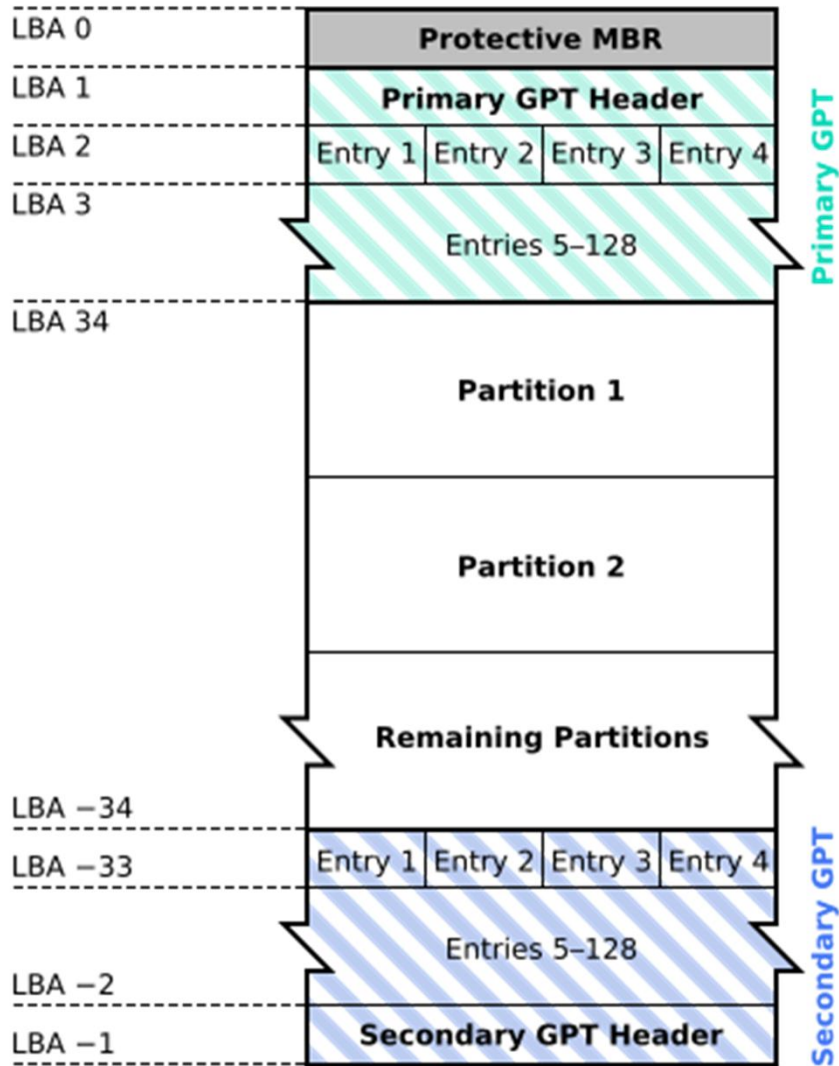 LBA 0
Protective MBR
LBA 1
Primary GPT Header
LBA 2
Entry 1 Entry 2 Entry 3 Entry 4
LBA 3
Entries 5–128
Primary GPT
LBA 34
Partition 1
Partition 2
Remaining Partitions
LBA −34
LBA −33
Entry 1 Entry 2 Entry 3 Entry 4
Entries 5–128
LBA −2
LBA −1
Secondary GPT Header
Secondary GPT